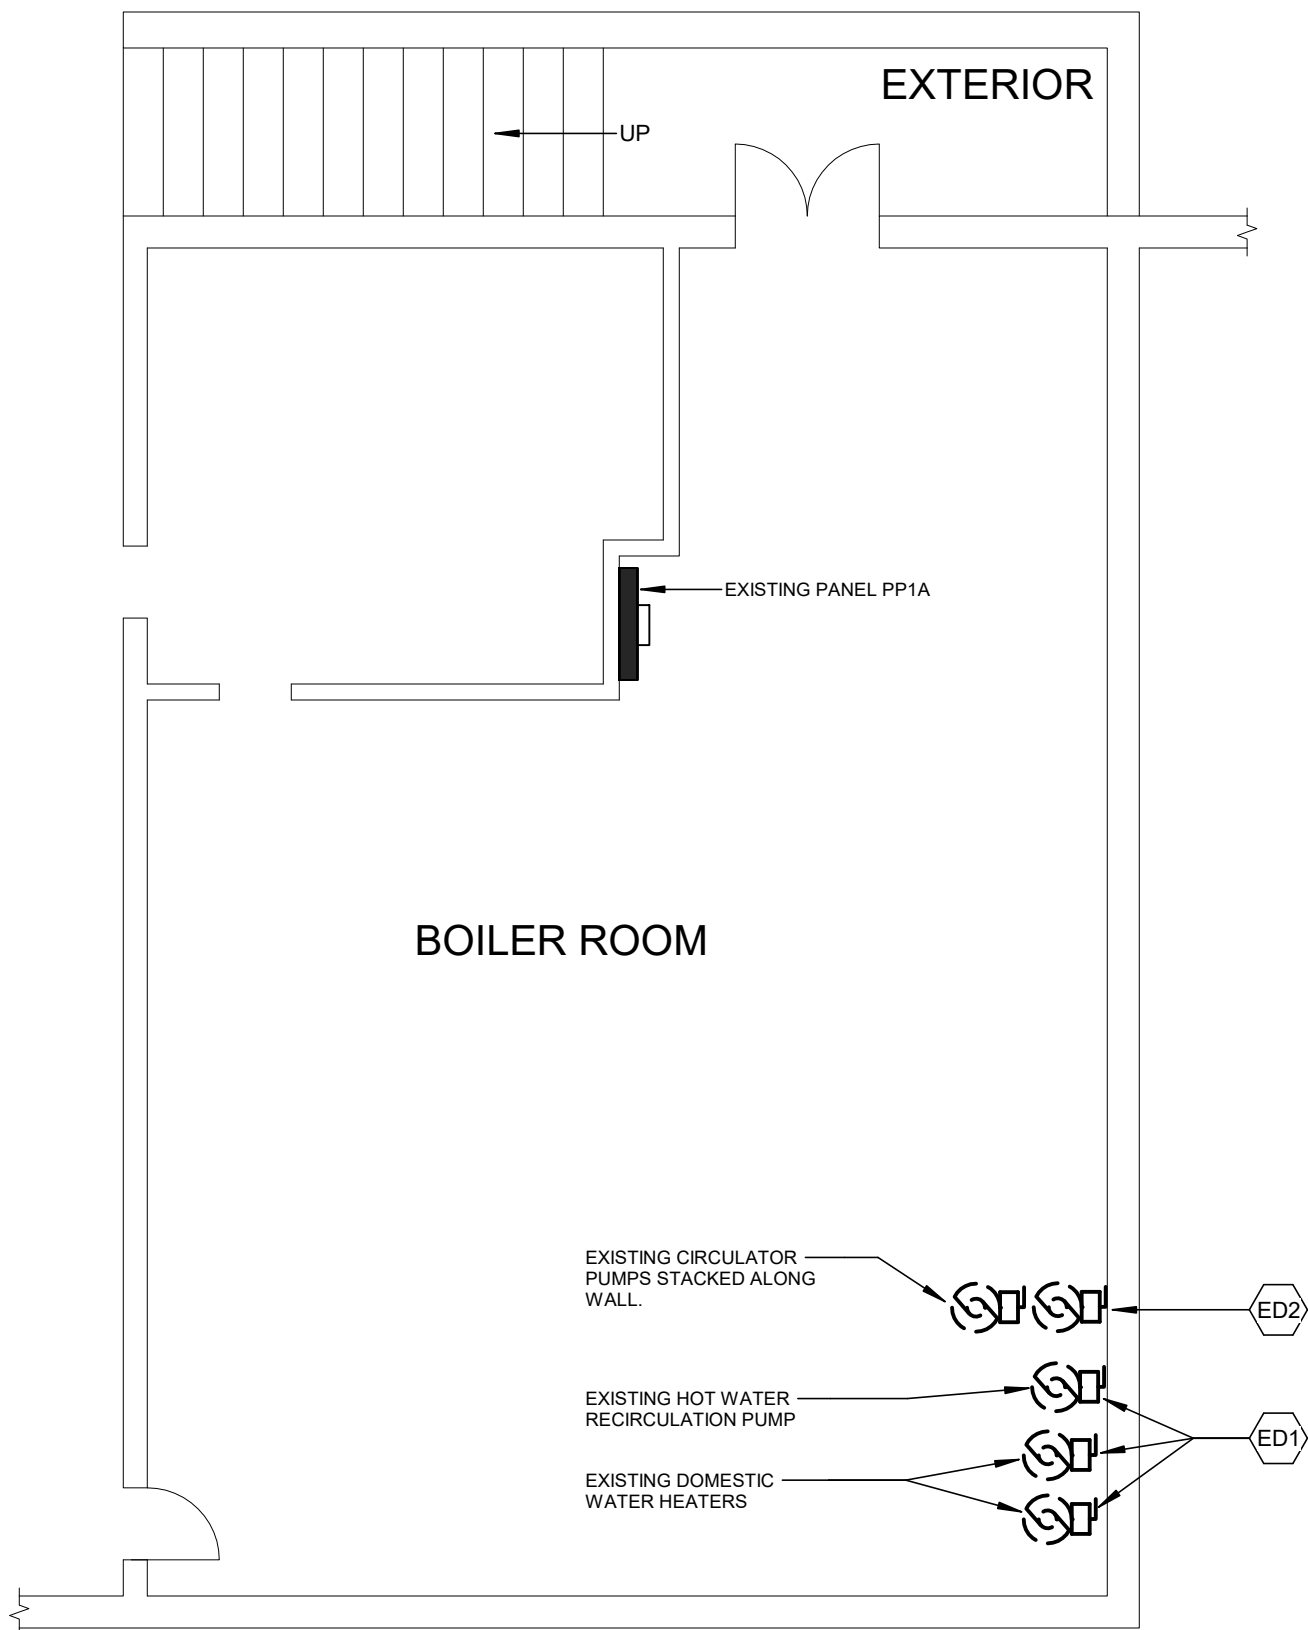 EXTERIOR
UP
EXISTING PANEL PP1A
BOILER ROOM
EXISTING CIRCULATOR
PUMPS STACKED ALONG
WALL.
ED2
EXISTING HOT WATER
RECIRCULATION PUMP
ED1
EXISTING DOMESTIC
WATER HEATERS